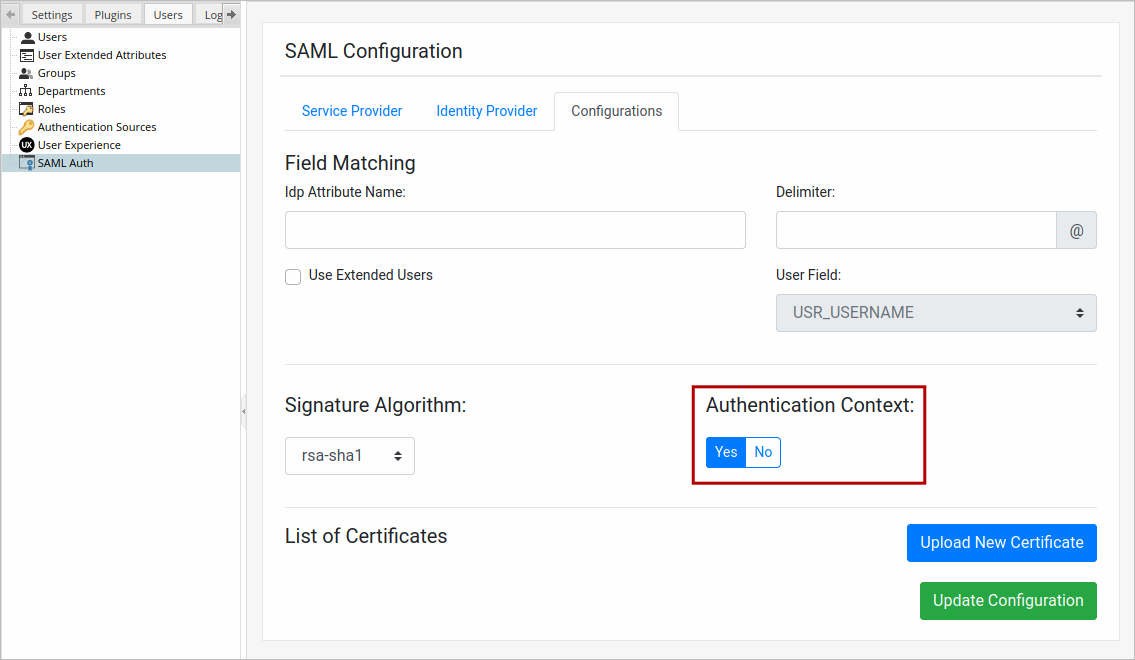 Settings Plugins Users Log
Users
User Extended Attributes
Groups
Departments
Roles
Authentication Sources
UX User Experience
SAML Auth
SAML Configuration
Service Provider Identity Provider Configurations
Field Matching
Idp Attribute Name: Delimiter:
@
Use Extended Users User Field:
USR_USERNAME
Signature Algorithm: Authentication Context:
rsa-sha1 Yes No
List of Certificates Upload New Certificate
Update Configuration